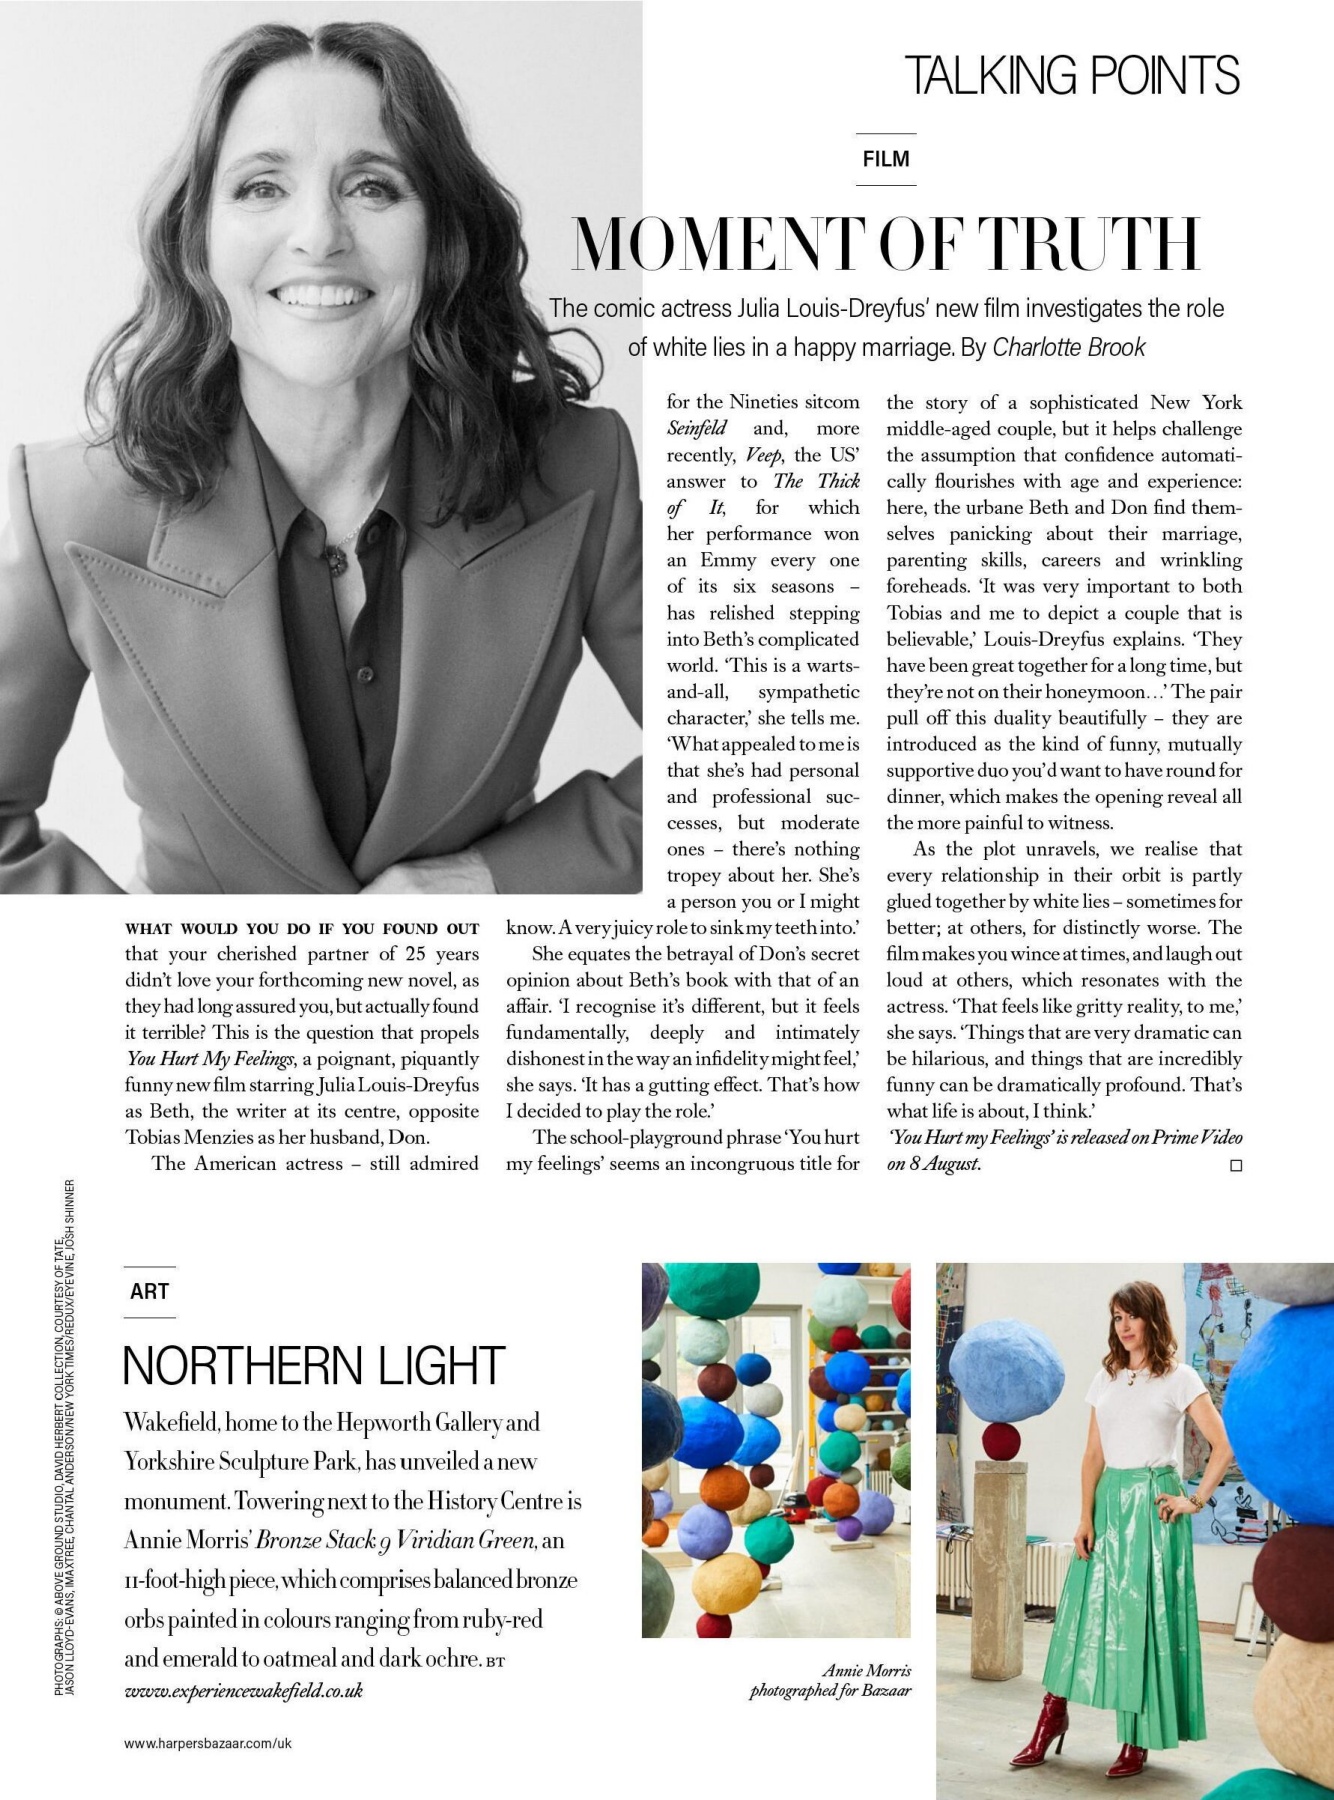 TALKING POINTS
FILM
MOMENT OF TRUTH
The comic actress Julia Louis-Dreyfus' new film investigates the role
of white lies in a happy marriage. By Charlotte Brook
WHAT WOULD YOU DO IF YOU FOUND OUT
that your cherished partner of 25 years
didn't love your forthcoming new novel, as
they had long assured you, but actually found
it terrible? This is the question that propels
You Hurt My Feelings, a poignant, piquantly
funny new film starring Julia Louis-Dreyfus
as Beth, the writer at its centre, opposite
Tobias Menzies as her husband, Don.
The American actress – still admired
for the Nineties sitcom
Seinfeld and, more
recently, Veep, the US'
answer to The Thick
of It, for which
her performance won
an Emmy every one
of its six seasons –
has relished stepping
into Beth's complicated
world. 'This is a warts-
and-all, sympathetic
character,' she tells me.
'What appealed to me is
that she's had personal
and professional suc-
cesses, but moderate
ones – there's nothing
tropey about her. She's
a person you or I might
know. A very juicy role to sink my teeth into.'
She equates the betrayal of Don's secret
opinion about Beth's book with that of an
affair. 'I recognise it's different, but it feels
fundamentally, deeply and intimately
dishonest in the way an infidelity might feel,'
she says. 'It has a gutting effect. That's how
I decided to play the role.'
The school-playground phrase 'You hurt
my feelings' seems an incongruous title for
the story of a sophisticated New York
middle-aged couple, but it helps challenge
the assumption that confidence automati-
cally flourishes with age and experience:
here, the urbane Beth and Don find them-
selves panicking about their marriage,
parenting skills, careers and wrinkling
foreheads. 'It was very important to both
Tobias and me to depict a couple that is
believable,' Louis-Dreyfus explains. 'They
have been great together for a long time, but
they're not on their honeymoon…' The pair
pull off this duality beautifully – they are
introduced as the kind of funny, mutually
supportive duo you'd want to have round for
dinner, which makes the opening reveal all
the more painful to witness.
As the plot unravels, we realise that
every relationship in their orbit is partly
glued together by white lies – sometimes for
better; at others, for distinctly worse. The
film makes you wince at times, and laugh out
loud at others, which resonates with the
actress. 'That feels like gritty reality, to me,'
she says. 'Things that are very dramatic can
be hilarious, and things that are incredibly
funny can be dramatically profound. That's
what life is about, I think.'
'You Hurt my Feelings' is released on Prime Video
on 8 August.
PHOTOGRAPHS: © ABOVE GROUND STUDIO, DAVID HERBERT COLLECTION, COURTESY OF TATE,
JASON LLOYD-EVANS, IMAXTREE, CHANTAL ANDERSON/NEW YORK TIMES/REDUX/EYEVINE, JOSH SHINNER
ART
NORTHERN LIGHT
Wakefield, home to the Hepworth Gallery and
Yorkshire Sculpture Park, has unveiled a new
monument. Towering next to the History Centre is
Annie Morris' Bronze Stack 9 Viridian Green, an
11-foot-high piece, which comprises balanced bronze
orbs painted in colours ranging from ruby-red
and emerald to oatmeal and dark ochre. BT
www.experiencewakefield.co.uk
Annie Morris
photographed for Bazaar
www.harpersbazaar.com/uk